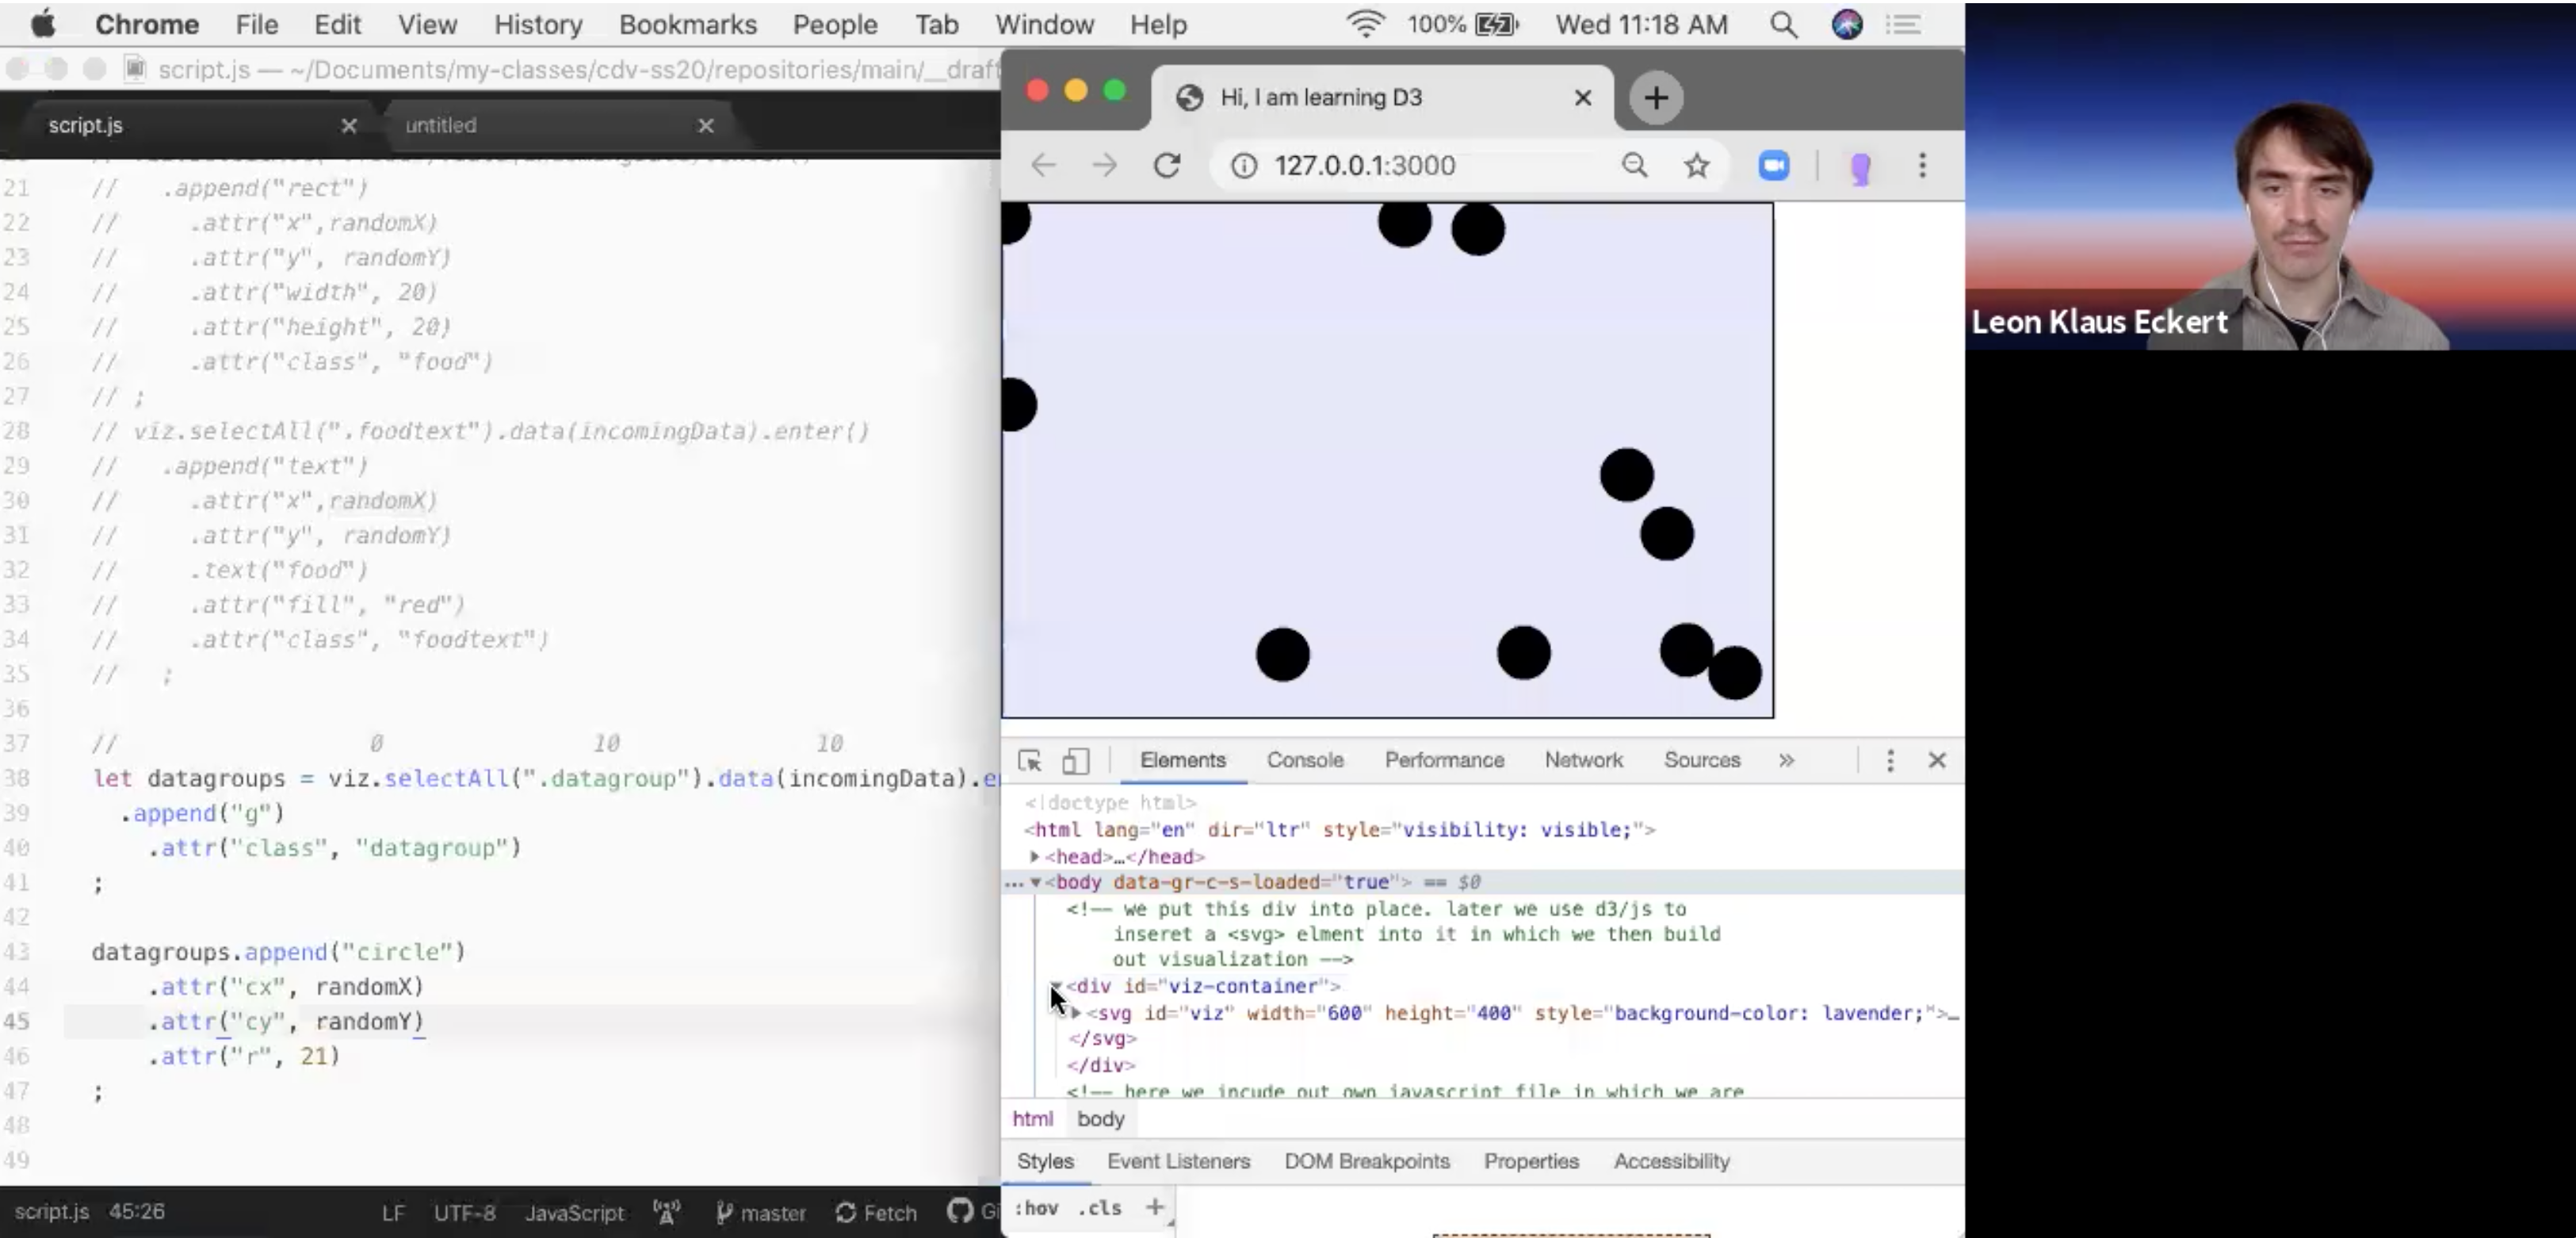 Chrome File Edit View History Bookmarks People Tab Window Help 100% Wed 11:18 AM
script.js — ~/Documents/my-classes/cdv-ss20/repositories/main/__draft
script.js untitled
21 // .append("rect")
22 // .attr("x",randomX)
23 // .attr("y", randomY)
24 // .attr("width", 20)
25 // .attr("height", 20)
26 // .attr("class", "food")
27 // ;
28 // viz.selectAll(".foodtext").data(incomingData).enter()
29 // .append("text")
30 // .attr("x",randomX)
31 // .attr("y", randomY)
32 // .text("food")
33 // .attr("fill", "red")
34 // .attr("class", "foodtext")
35 // ;
36
37 // 0 10 10
38 let datagroups = viz.selectAll(".datagroup").data(incomingData).e
39 .append("g")
40 .attr("class", "datagroup")
41 ;
42
43 datagroups.append("circle")
44 .attr("cx", randomX)
45 .attr("cy", randomY)
46 .attr("r", 21)
47 ;
48
49
script.js 45:26 LF UTF-8 JavaScript master Fetch Gi
Hi, I am learning D3
127.0.0.1:3000
Elements Console Performance Network Sources »
<!doctype html>
<html lang="en" dir="ltr" style="visibility: visible;">
<head>…</head>
… <body data-gr-c-s-loaded="true"> == $0
<!-- we put this div into place. later we use d3/js to
inseret a <svg> elment into it in which we then build
out visualization -->
<div id="viz-container">
<svg id="viz" width="600" height="400" style="background-color: lavender;">…
</svg>
</div>
<!-- here we incude out own javascript file in which we are
html body
Styles Event Listeners DOM Breakpoints Properties Accessibility
:hov .cls +
Leon Klaus Eckert